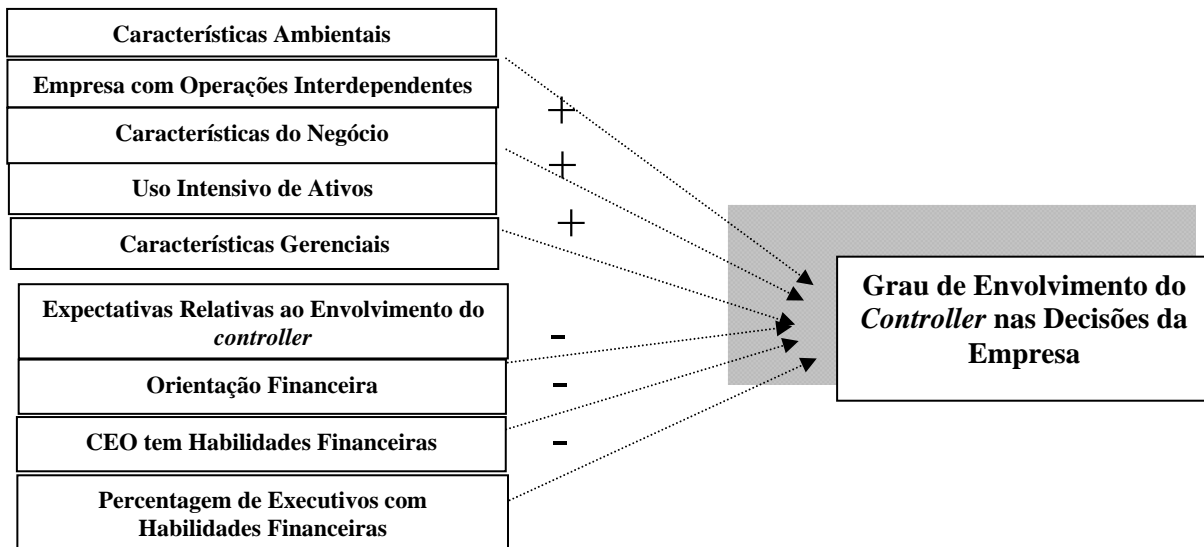 Características Ambientais
Empresa com Operações Interdependentes
+
Características do Negócio
+
Uso Intensivo de Ativos
+
Características Gerenciais
Expectativas Relativas ao Envolvimento do
controller
-
Orientação Financeira
-
CEO tem Habilidades Financeiras
-
Percentagem de Executivos com
Habilidades Financeiras
Grau de Envolvimento do
Controller nas Decisões da
Empresa